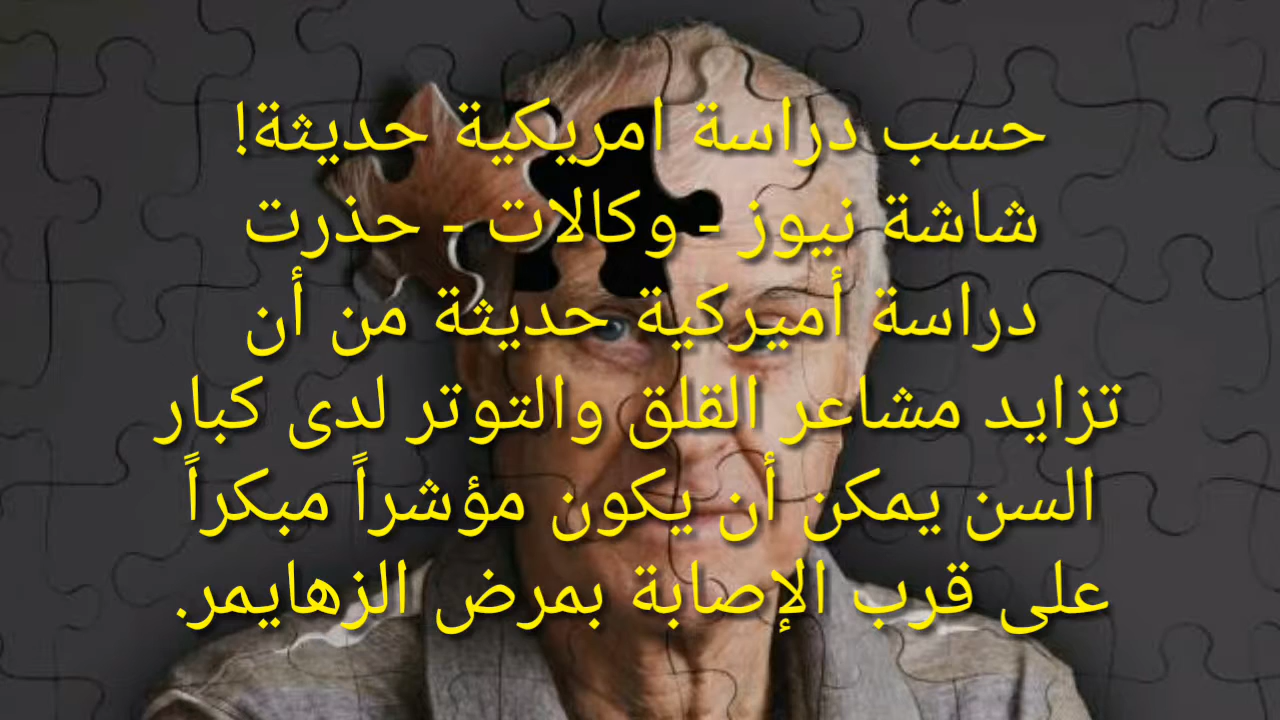 حسب دراسة امريكية حديثة!
شاشة نيوز - وكالات - حذرت
دراسة أميركية حديثة من أن
تزايد مشاعر القلق والتوتر لدى كبار
السن يمكن أن يكون مؤشراً مبكراً
على قرب الإصابة بمرض الزهايمر.